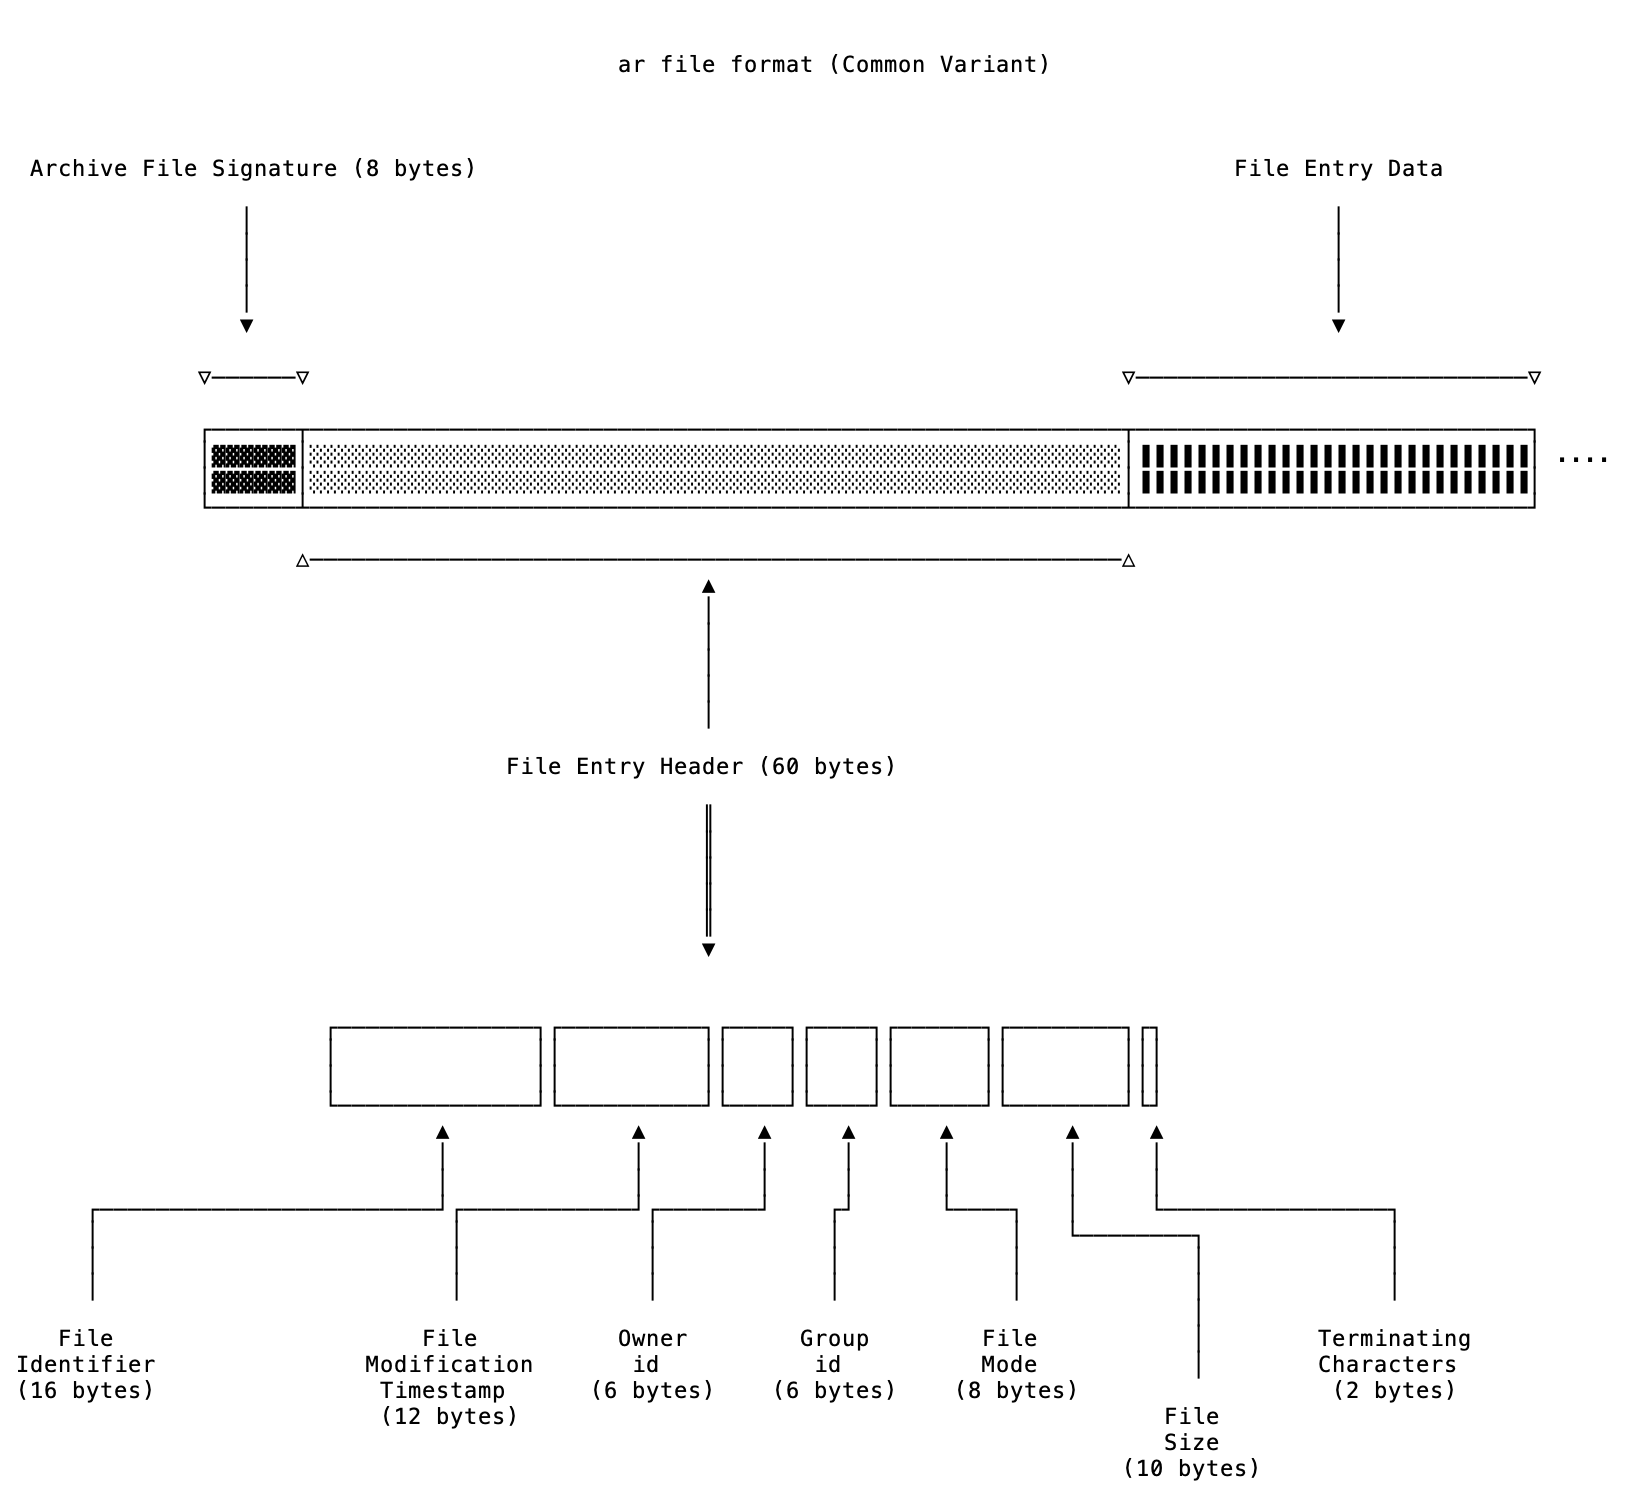 ar file format (Common Variant)
Archive File Signature (8 bytes)
File Entry Data
....
File Entry Header (60 bytes)
File
Identifier
(16 bytes)
File
Modification
Timestamp
(12 bytes)
Owner
id
(6 bytes)
Group
id
(6 bytes)
File
Mode
(8 bytes)
File
Size
(10 bytes)
Terminating
Characters
(2 bytes)